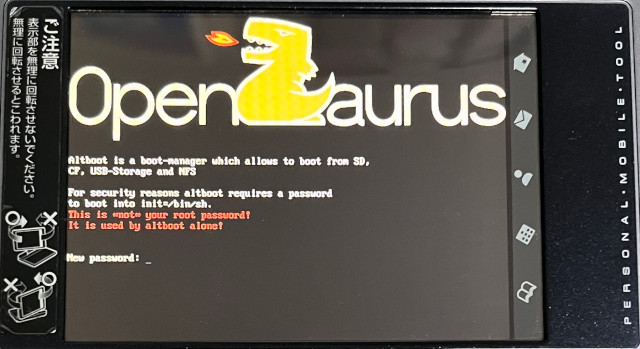 ご注意
表示部を無理に回転させないでください。
無理に回転させるとこわれます。
OpenZaurus
Altboot is a boot-manager which allows to boot from SD,
CF, USB-Storage and NFS
For security reasons altboot requires a password
to boot into init=/bin/sh.
This is «not» your root password!
It is used by altboot alone!
New password: _
PERSONAL·MOBILE·TOOL